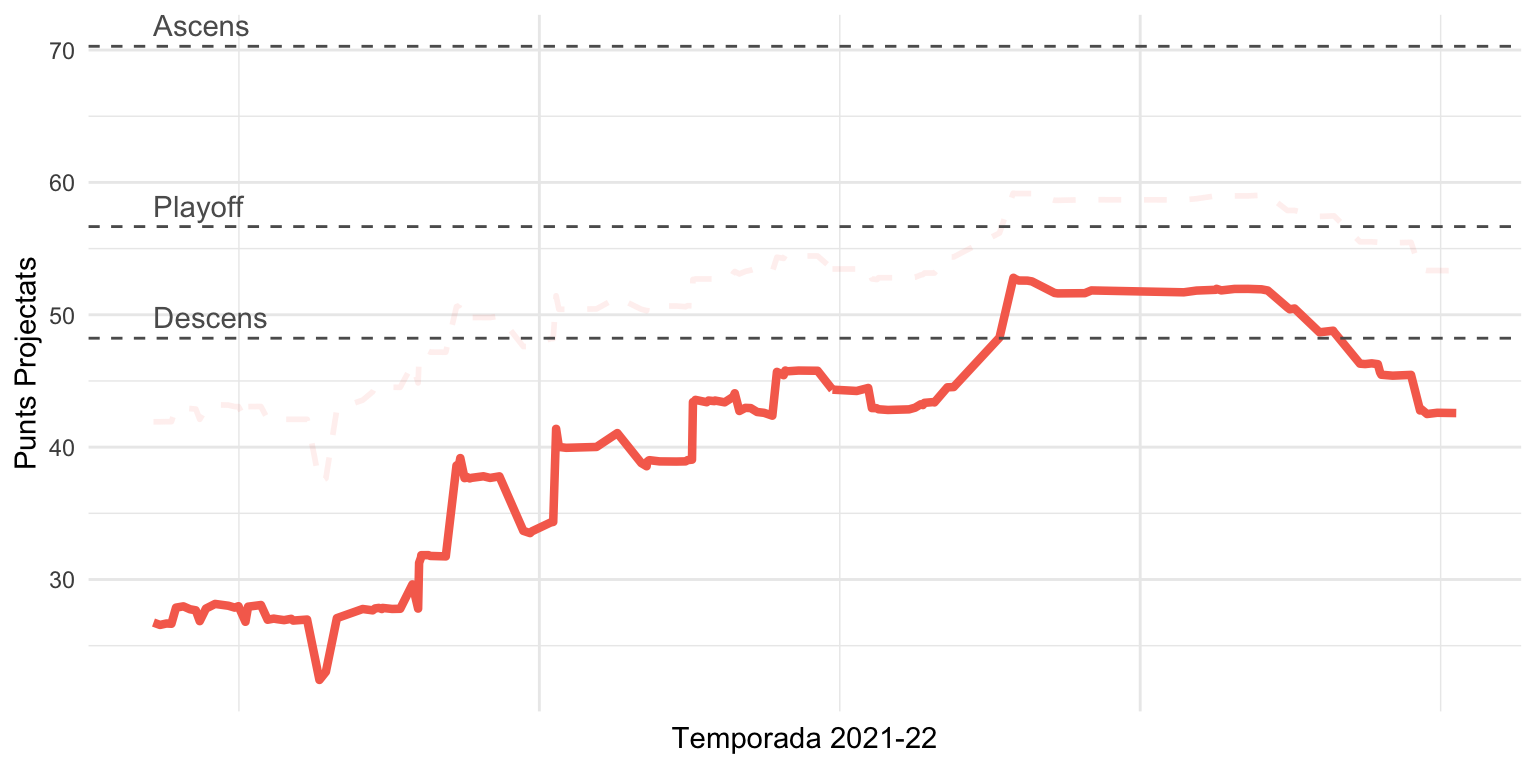 Ascens
70
60
Playoff
50
Descens
40
30
Punts Projectats
Temporada 2021-22